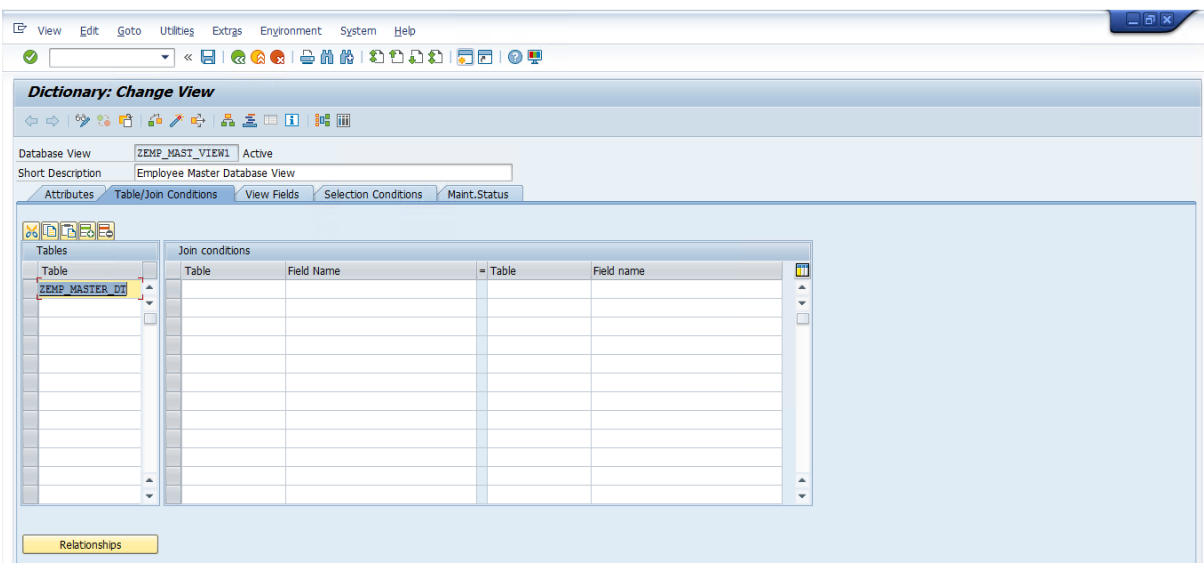 View Edit Goto Utilities Extras Environment System Help
Dictionary: Change View
Database View ZEMP_MAST_VIEW1 Active
Short Description Employee Master Database View
Attributes Table/Join Conditions View Fields Selection Conditions Maint.Status
Tables Join conditions
Table Table Field Name = Table Field name
ZEMP_MASTER_DT
Relationships